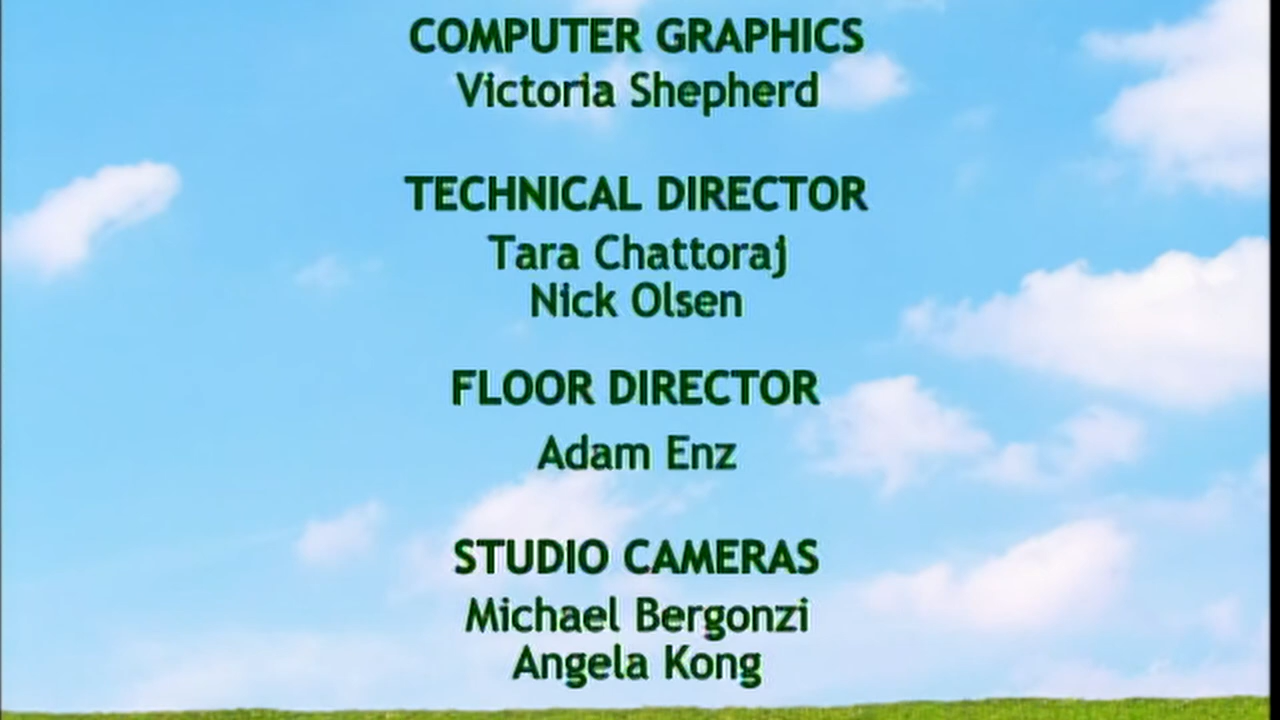 COMPUTER GRAPHICS
Victoria Shepherd
TECHNICAL DIRECTOR
Tara Chattoraj
Nick Olsen
FLOOR DIRECTOR
Adam Enz
STUDIO CAMERAS
Michael Bergonzi
Angela Kong